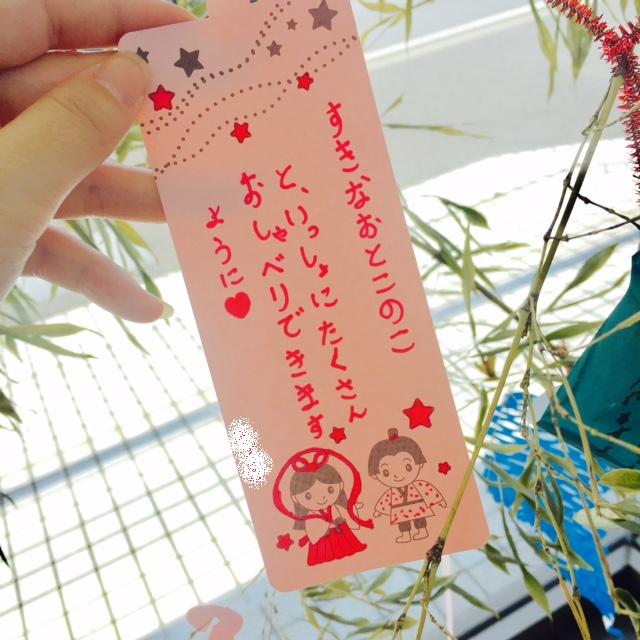 すきなおとこのこ
と、いっしょにたくさん
おしゃべりできます
ように♥